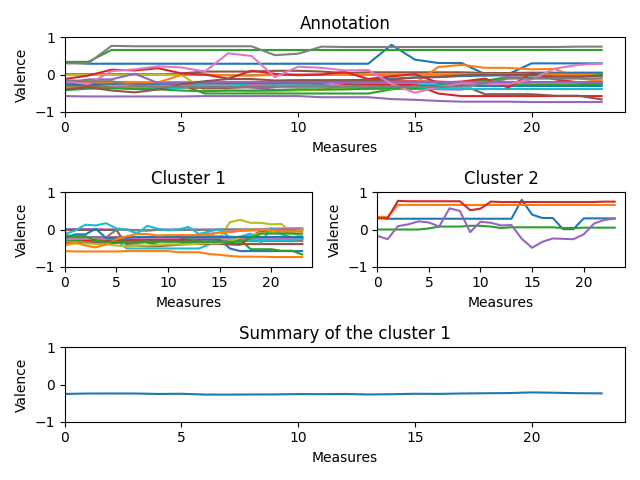 Annotation
1
0
-1
Valence
0 5 10 15 20
Measures
Cluster 1
1
0
-1
Valence
0 5 10 15 20
Measures
Cluster 2
1
0
-1
Valence
0 5 10 15 20
Measures
Summary of the cluster 1
1
0
-1
Valence
0 5 10 15 20
Measures